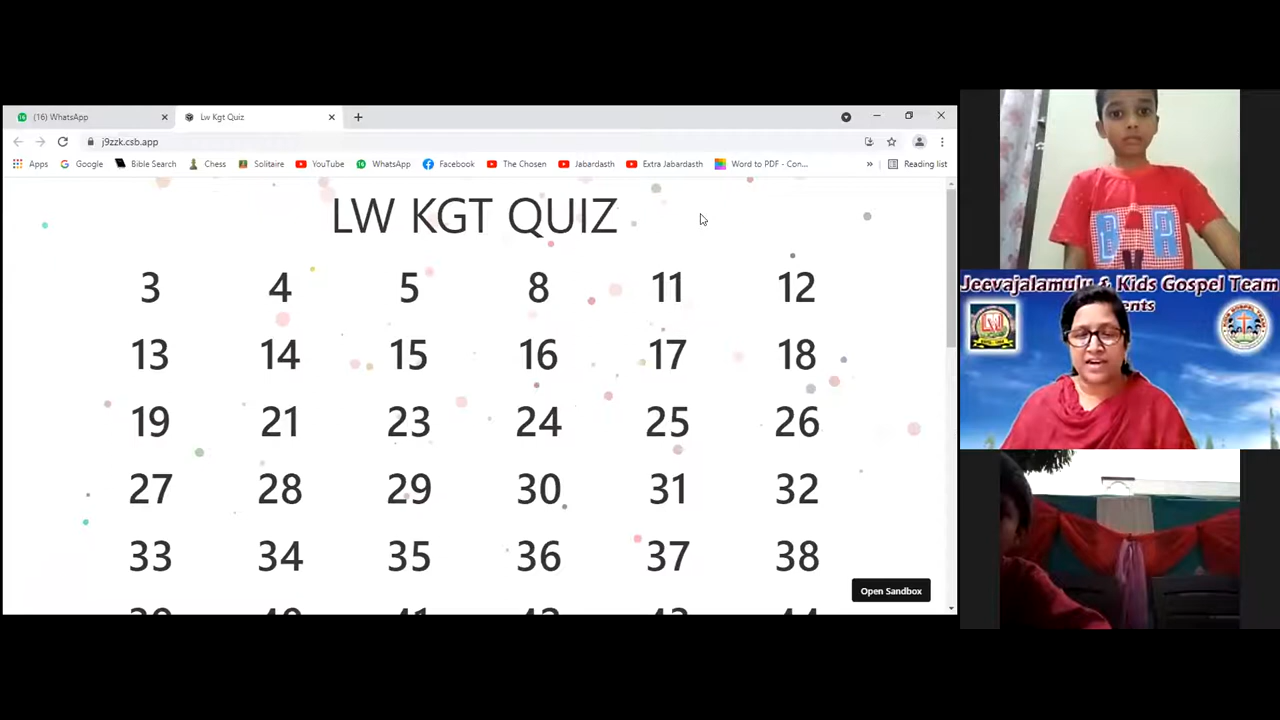 (16) WhatsApp
Lw Kgt Quiz
j9zzk.csb.app
Apps Google Bible Search Chess Solitaire YouTube WhatsApp Facebook The Chosen Jabardasth Extra Jabardasth Word to PDF - Con... » Reading list
LW KGT QUIZ
3 4 5 8 11 12
13 14 15 16 17 18
19 21 23 24 25 26
27 28 29 30 31 32
33 34 35 36 37 38
Open Sandbox
Jeevajalamulu & Kids Gospel Team
ents
LW